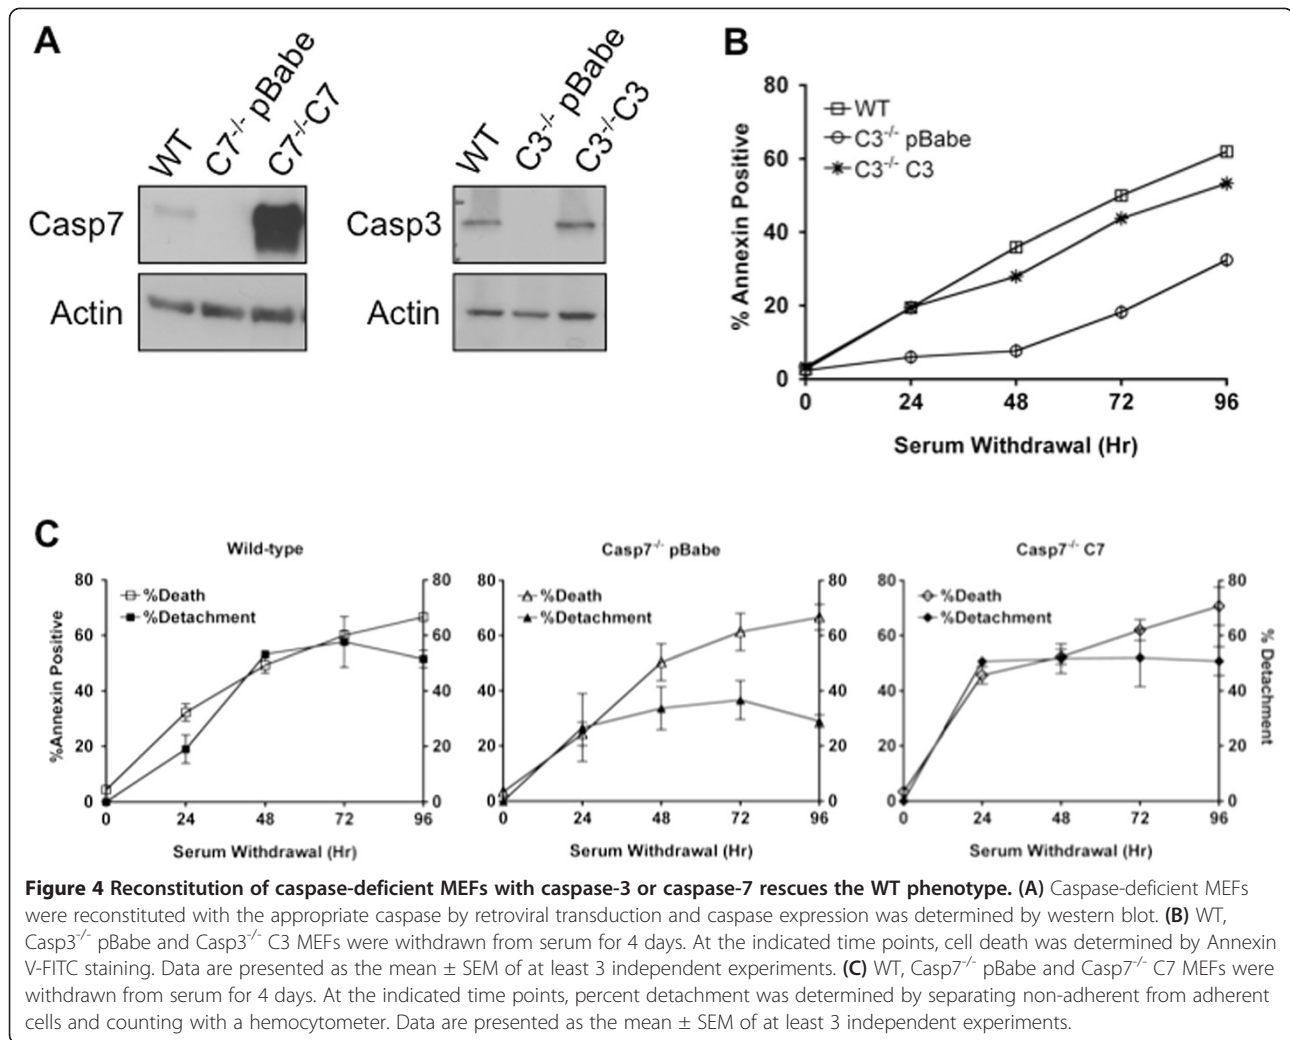 A
WT
C7-/- pBabe
C7-/-C7
Casp7
Actin
WT
C3-/- pBabe
C3-/-C3
Casp3
Actin
B
80
60
40
20
0
% Annexin Positive
WT
C3-/- pBabe
C3-/- C3
0 24 48 72 96
Serum Withdrawal (Hr)
C
Wild-type
%Death
%Detachment
80
60
40
20
0
%Annexin Positive
80
60
40
20
0
0 24 48 72 96
Serum Withdrawal (Hr)
Casp7-/- pBabe
%Death
%Detachment
80
60
40
20
0
80
60
40
20
0
0 24 48 72 96
Serum Withdrawal (Hr)
Casp7-/- C7
%Death
%Detachment
80
60
40
20
0
80
60
40
20
0
% Detachment
0 24 48 72 96
Serum Withdrawal (Hr)
Figure 4 Reconstitution of caspase-deficient MEFs with caspase-3 or caspase-7 rescues the WT phenotype. (A) Caspase-deficient MEFs
were reconstituted with the appropriate caspase by retroviral transduction and caspase expression was determined by western blot. (B) WT,
Casp3-/- pBabe and Casp3-/- C3 MEFs were withdrawn from serum for 4 days. At the indicated time points, cell death was determined by Annexin
V-FITC staining. Data are presented as the mean ± SEM of at least 3 independent experiments. (C) WT, Casp7-/- pBabe and Casp7-/- C7 MEFs were
withdrawn from serum for 4 days. At the indicated time points, percent detachment was determined by separating non-adherent from adherent
cells and counting with a hemocytometer. Data are presented as the mean ± SEM of at least 3 independent experiments.